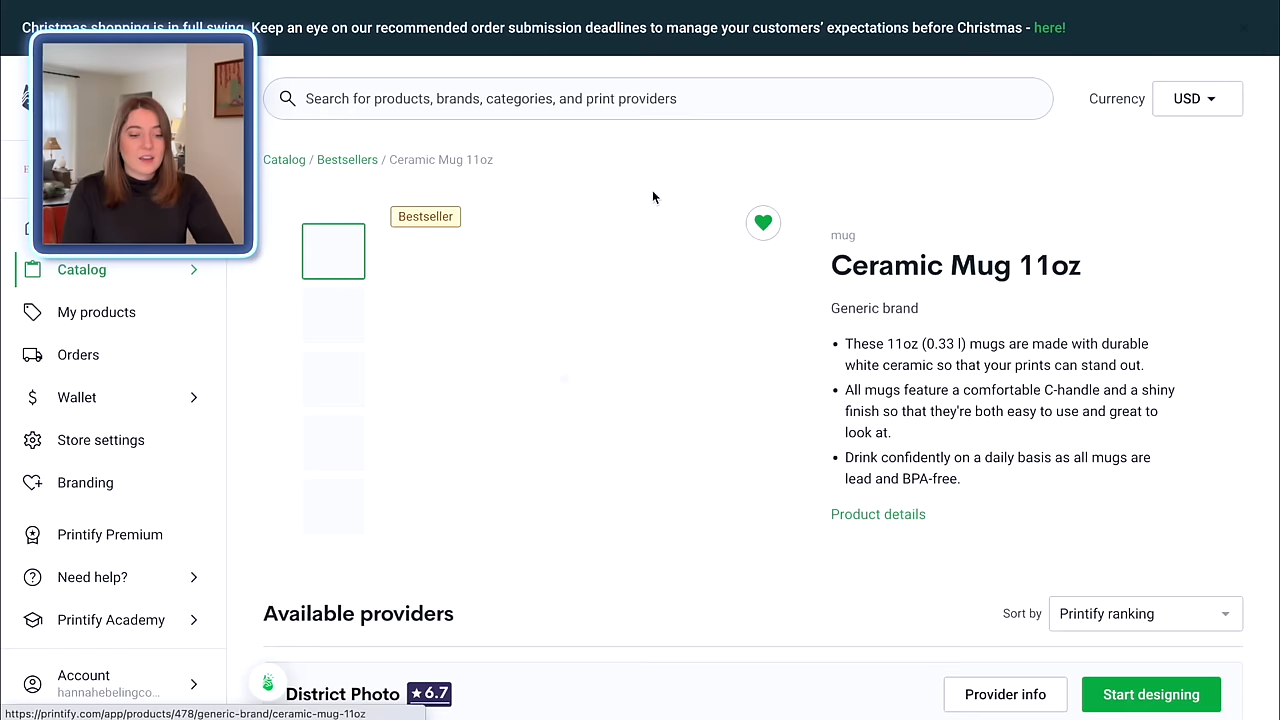 Christmas shopping is in full swing. Keep an eye on our recommended order submission deadlines to manage your customers' expectations before Christmas - here!
Search for products, brands, categories, and print providers
Currency
USD
Catalog / Bestsellers / Ceramic Mug 11oz
Bestseller
mug
Ceramic Mug 11oz
Generic brand
• These 11oz (0.33 l) mugs are made with durable
white ceramic so that your prints can stand out.
• All mugs feature a comfortable C-handle and a shiny
finish so that they're both easy to use and great to
look at.
• Drink confidently on a daily basis as all mugs are
lead and BPA-free.
Product details
Catalog
My products
Orders
Wallet
Store settings
Branding
Printify Premium
Need help?
Printify Academy
Account
hannahebelingco...
Available providers
Sort by
Printify ranking
District Photo
6.7
Provider info
Start designing
https://printify.com/app/products/478/generic-brand/ceramic-mug-11oz